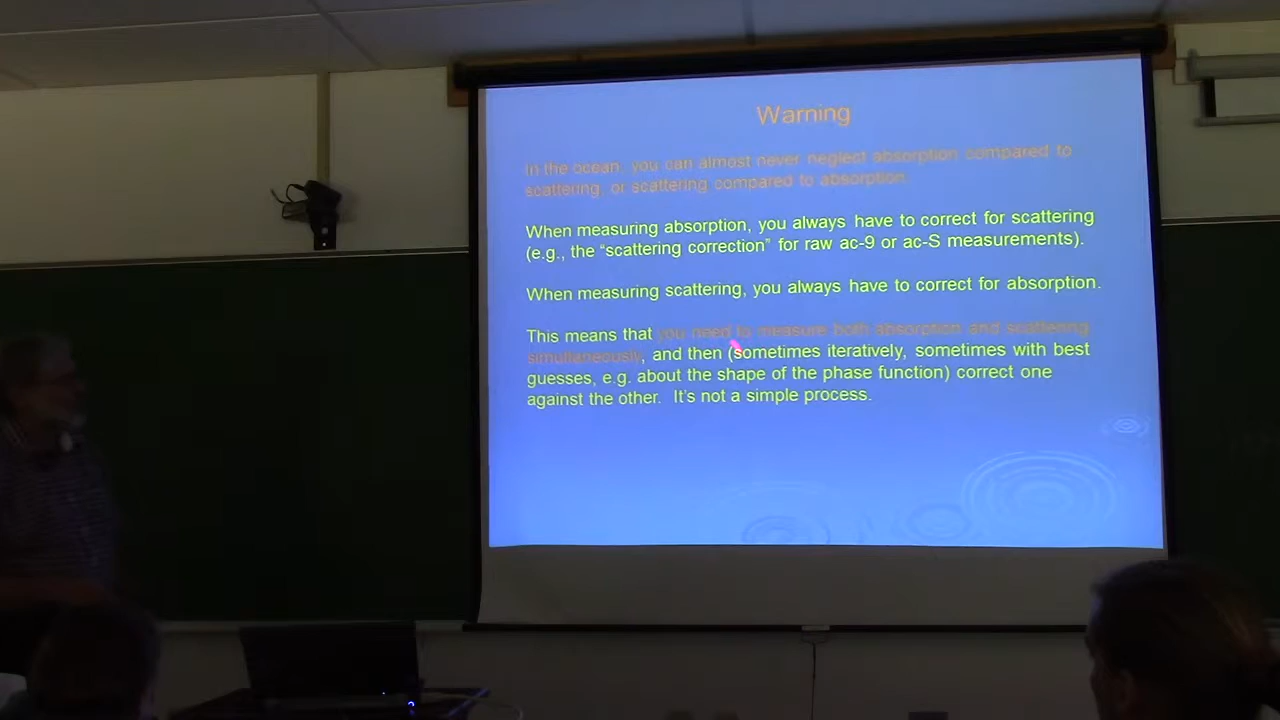 Warning
In the ocean, you can almost never neglect absorption compared to
scattering, or scattering compared to absorption.
When measuring absorption, you always have to correct for scattering
(e.g., the “scattering correction” for raw ac-9 or ac-S measurements).
When measuring scattering, you always have to correct for absorption.
This means that you need to measure both absorption and scattering
simultaneously, and then (sometimes iteratively, sometimes with best
guesses, e.g. about the shape of the phase function) correct one
against the other.  It's not a simple process.